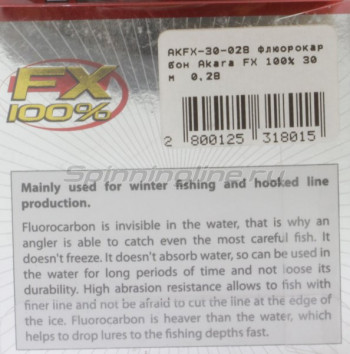 AKFX-30-028 Флюорокар
бон Akara FX 100% 30
м 0,28
FX
100%
2 800125 318015
Spinningline.ru
Mainly used for winter fishing and hooked line
production.
Fluorocarbon is invisible in the water, that is why an
angler is able to catch even the most careful fish. It
doesn't freeze. It doesn't absorb water, so can be used in
the water for long periods of time and not loose its
durability. High abrasion resistance allows to fish with
finer line and not be afraid to cut the line at the edge of
the ice. Fluorocarbon is heaver than the water, which
helps to drop lures to the fishing depths fast.